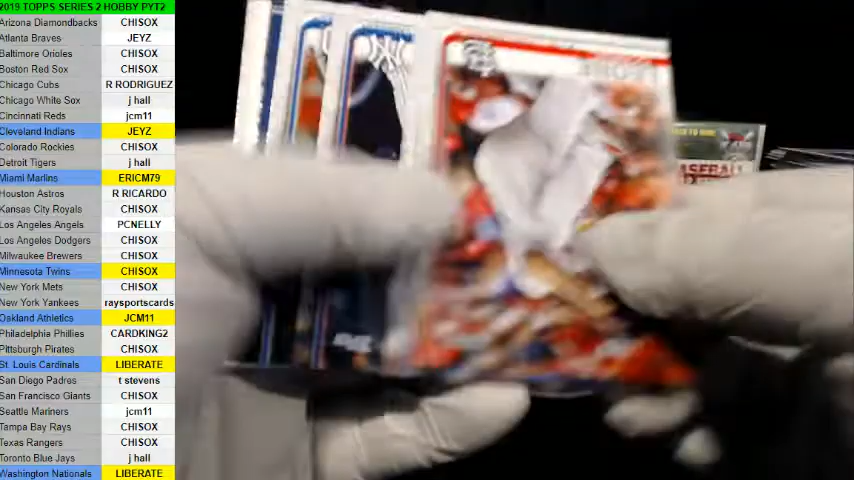 2019 TOPPS SERIES 2 HOBBY PYT2
Arizona Diamondbacks CHISOX
Atlanta Braves JEYZ
Baltimore Orioles CHISOX
Boston Red Sox CHISOX
Chicago Cubs R RODRIGUEZ
Chicago White Sox j hall
Cincinnati Reds jcm11
Cleveland Indians JEYZ
Colorado Rockies CHISOX
Detroit Tigers j hall
Miami Marlins ERICM79
Houston Astros R RICARDO
Kansas City Royale CHISOX
Los Angeles Angels PCNELLY
Los Angeles Dodgers CHISOX
Milwaukee Brewers CHISOX
Minnesota Twins CHISOX
New York Mets CHISOX
New York Yankees raysportscards
Oakland Athletics JCM11
Philadelphia Phillies CARDKING2
Pittsburgh Pirates CHISOX
St. Louis Cardinals LIBERATE
San Diego Padres t stevens
San Francisco Giants CHISOX
Seattle Mariners jcm11
Tampa Bay Rays CHISOX
Texas Rangers CHISOX
Toronto Blue Jays j hall
Washington Nationals LIBERATE
BASEBALL